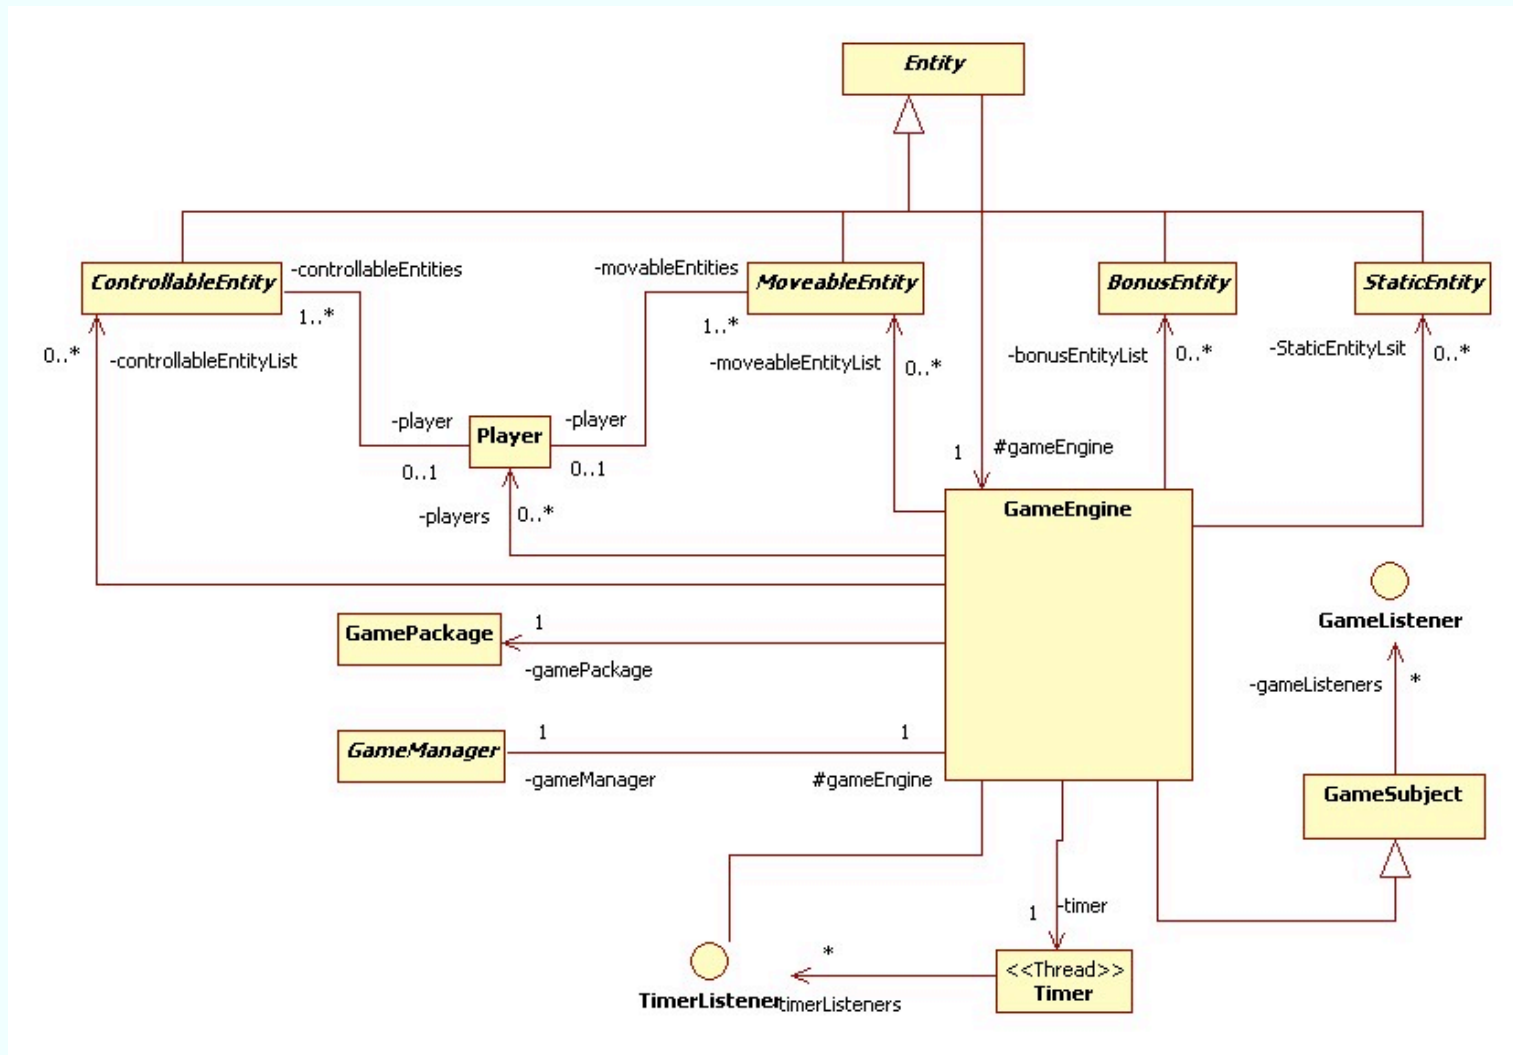 Entity
ControllableEntity
-controllableEntities
1..*
-movableEntities
1..*
MoveableEntity
BonusEntity
StaticEntity
0..*
-controllableEntityList
-moveableEntityList
0..*
-bonusEntityList
0..*
-StaticEntityLsit
0..*
-player
0..1
Player
-player
0..1
1
#gameEngine
-players
0..*
GameEngine
GamePackage
1
-gamePackage
GameListener
-gameListeners
*
GameManager
1
-gameManager
1
#gameEngine
GameSubject
1
-timer
TimerListener
*
-timerListeners
<<Thread>>
Timer